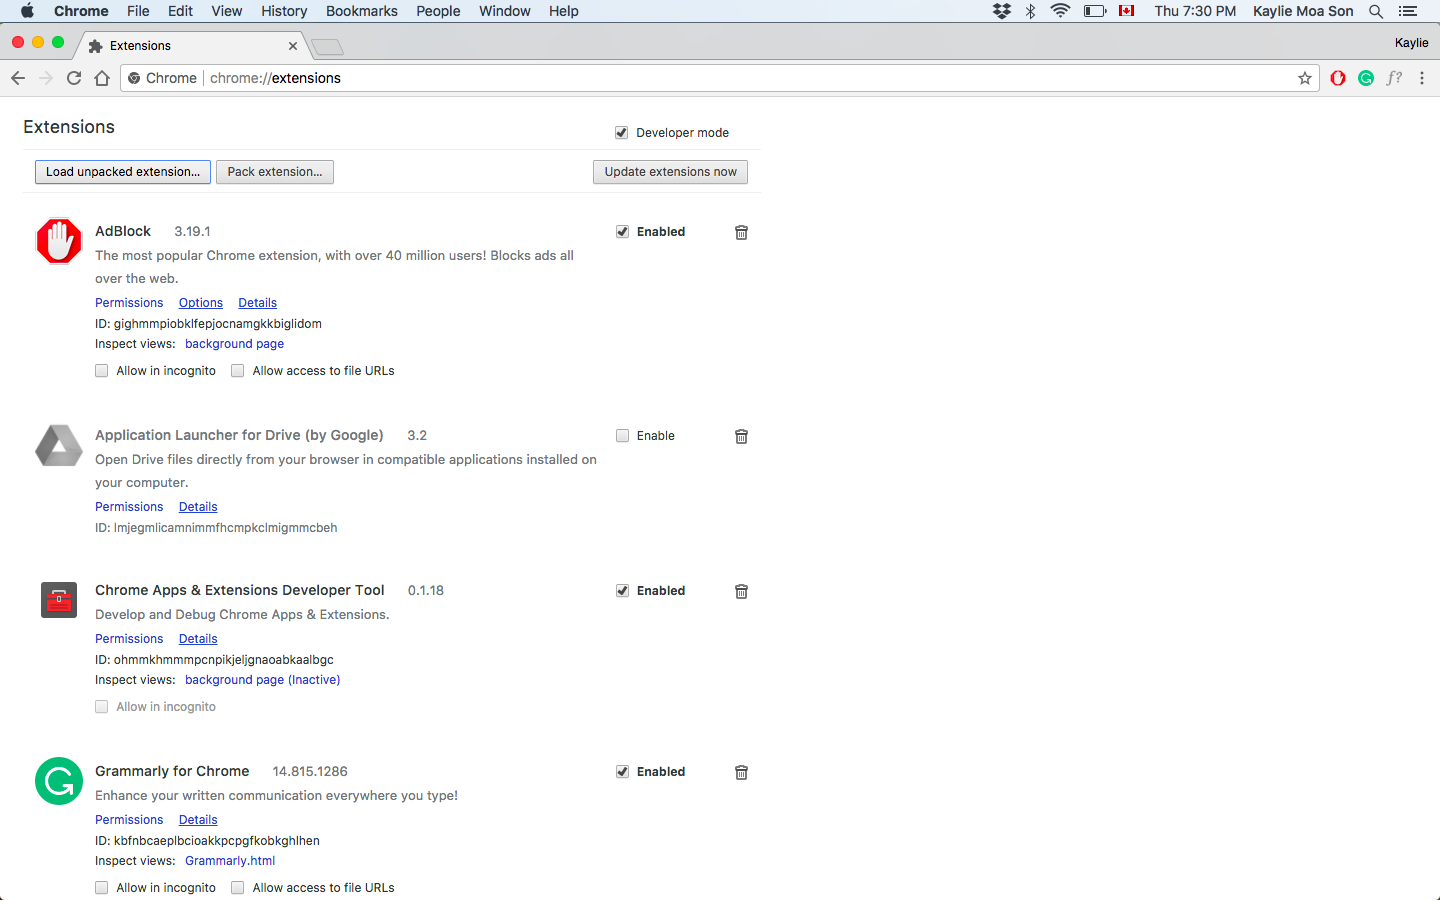 Chrome File Edit View History Bookmarks People Window Help Thu 7:30 PM Kaylie Moa Son
Extensions Kaylie
Chrome chrome://extensions f?
Extensions Developer mode
Load unpacked extension... Pack extension... Update extensions now
AdBlock 3.19.1 Enabled
The most popular Chrome extension, with over 40 million users! Blocks ads all
over the web.
Permissions Options Details
ID: gighmmpiobklfepjocnamgkkbiglidom
Inspect views: background page
Allow in incognito Allow access to file URLs
Application Launcher for Drive (by Google) 3.2 Enable
Open Drive files directly from your browser in compatible applications installed on
your computer.
Permissions Details
ID: lmjegmlicamnimmfhcmpkclmigmmcbeh
Chrome Apps & Extensions Developer Tool 0.1.18 Enabled
Develop and Debug Chrome Apps & Extensions.
Permissions Details
ID: ohmmkhmmmpcnpikjeljgnaoabkaalbgc
Inspect views: background page (Inactive)
Allow in incognito
Grammarly for Chrome 14.815.1286 Enabled
Enhance your written communication everywhere you type!
Permissions Details
ID: kbfnbcaeplbcioakkpcpgfkobkghlhen
Inspect views: Grammarly.html
Allow in incognito Allow access to file URLs